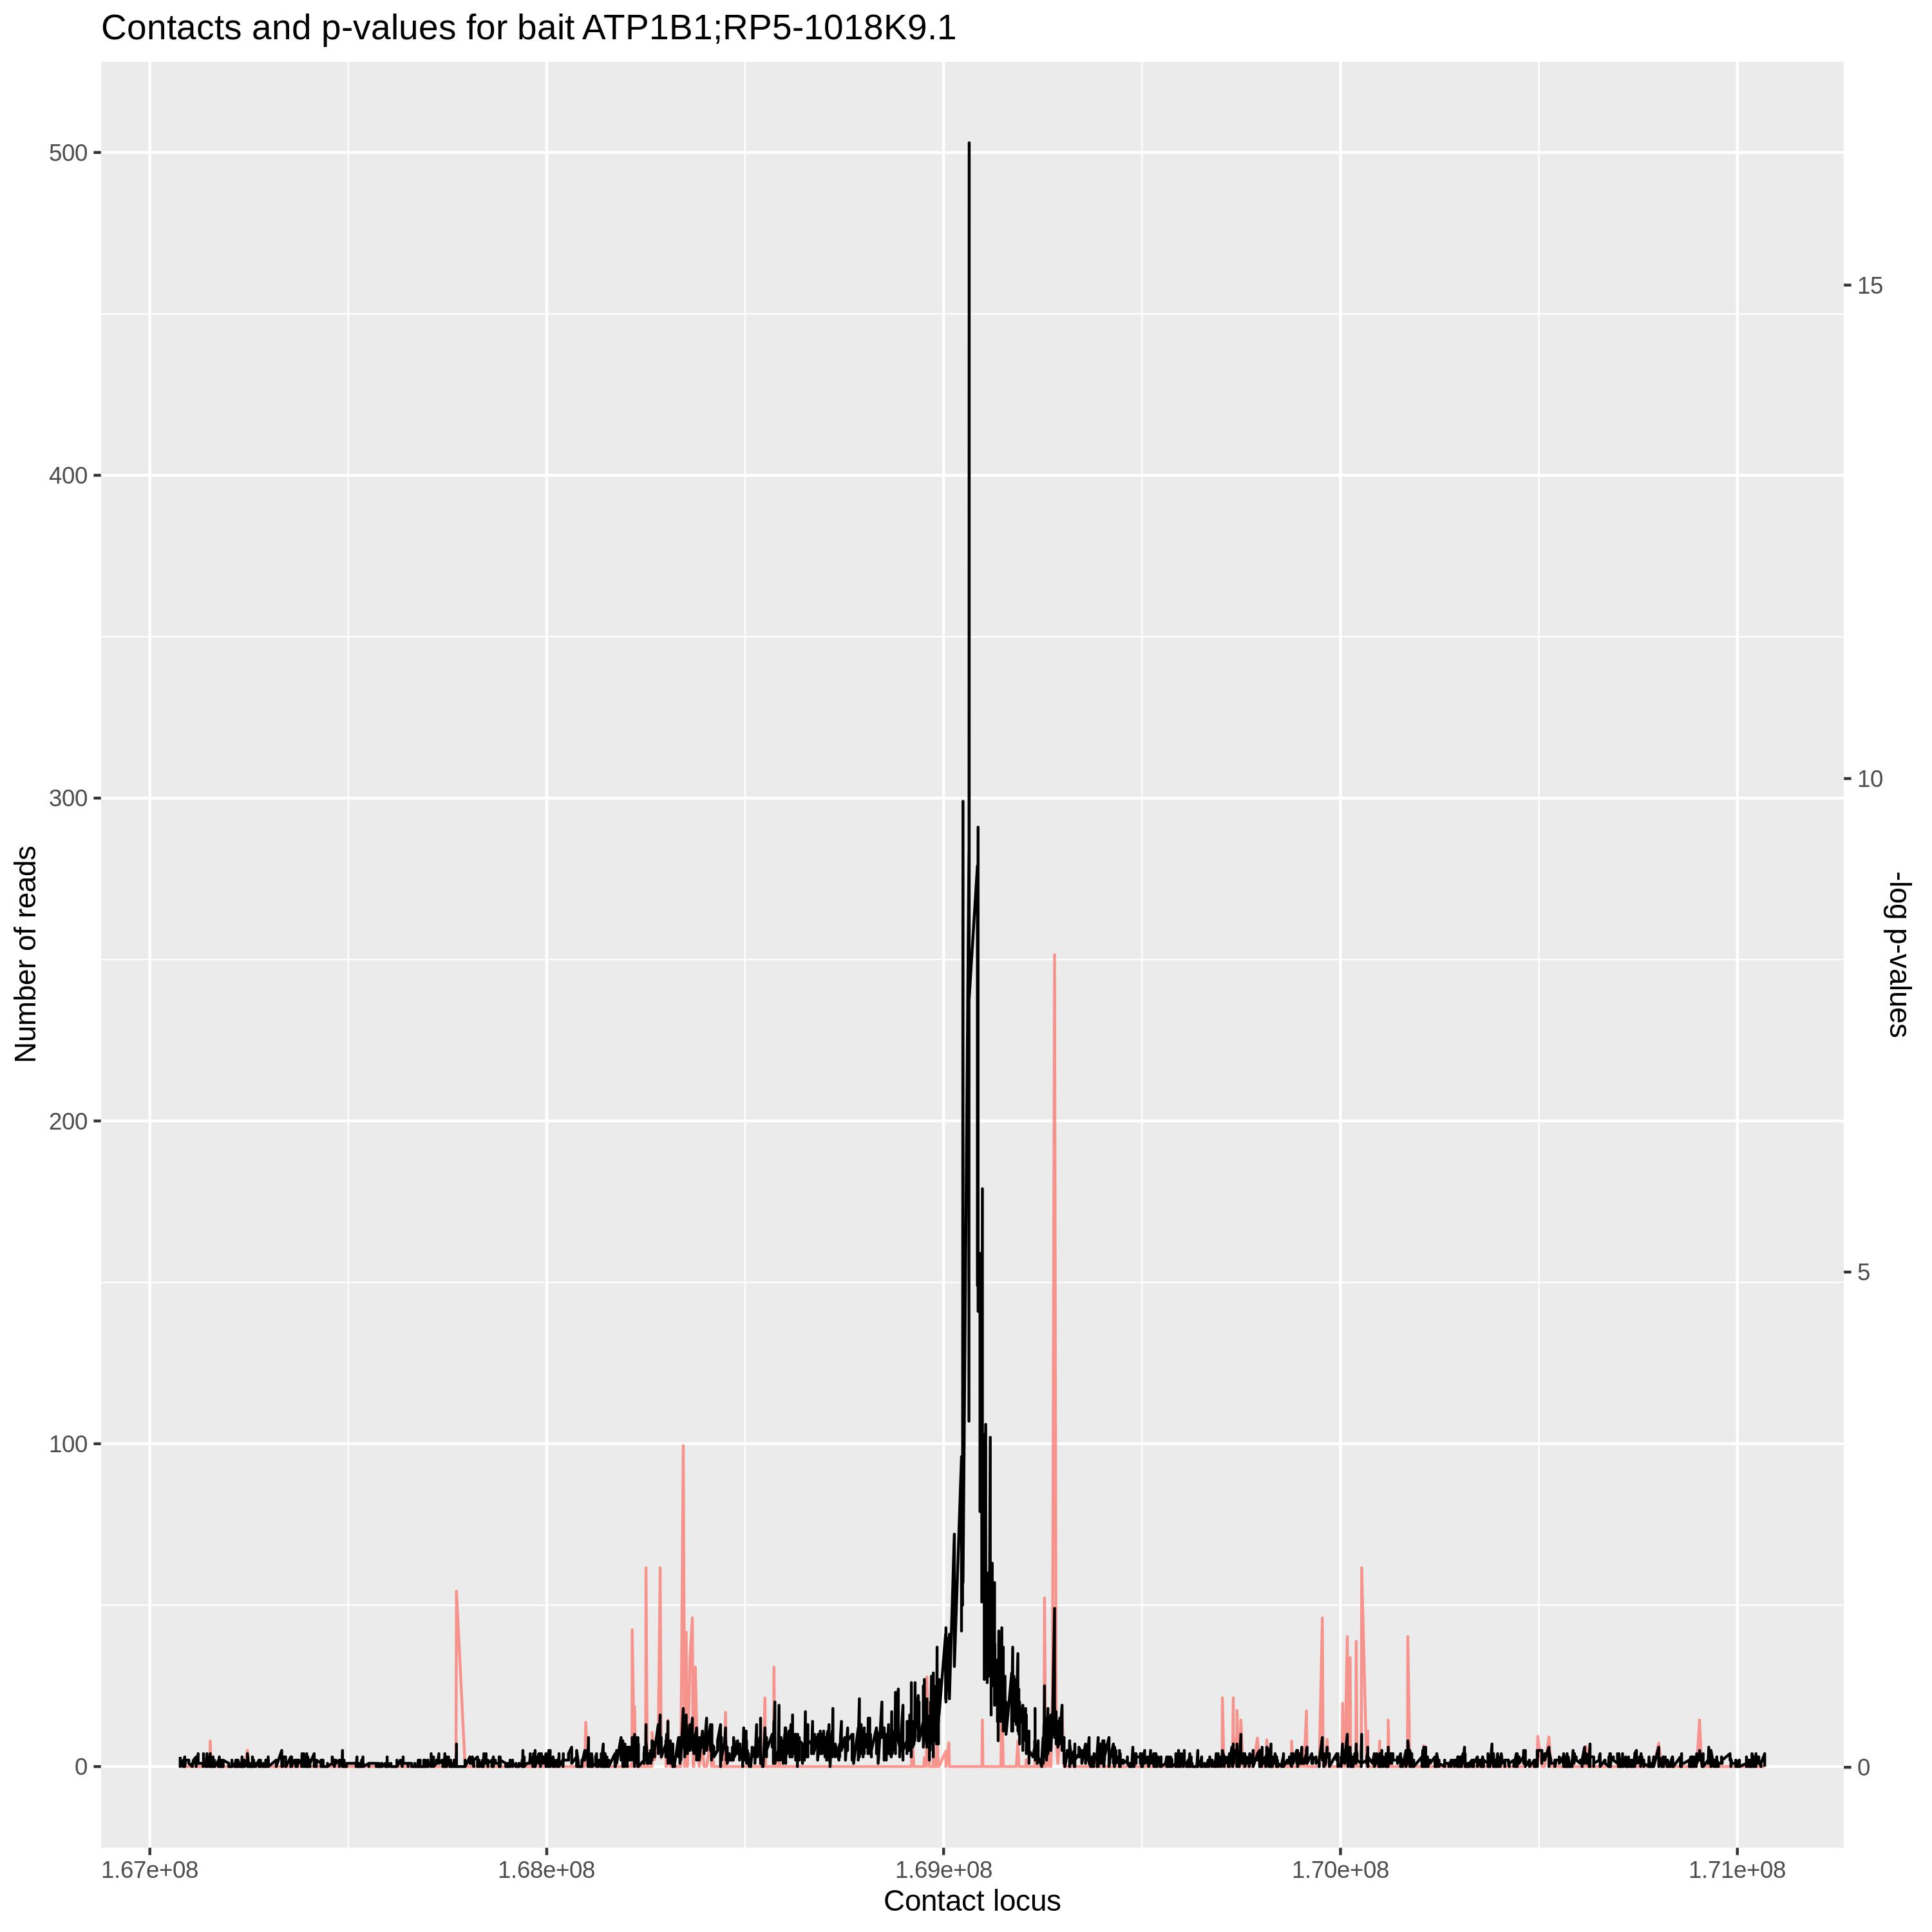 Contacts and p-values for bait ATP1B1;RP5-1018K9.1
500
400
300
200
100
0
Number of reads
15
10
5
0
-log p-values
1.67e+08
1.68e+08
1.69e+08
1.70e+08
1.71e+08
Contact locus